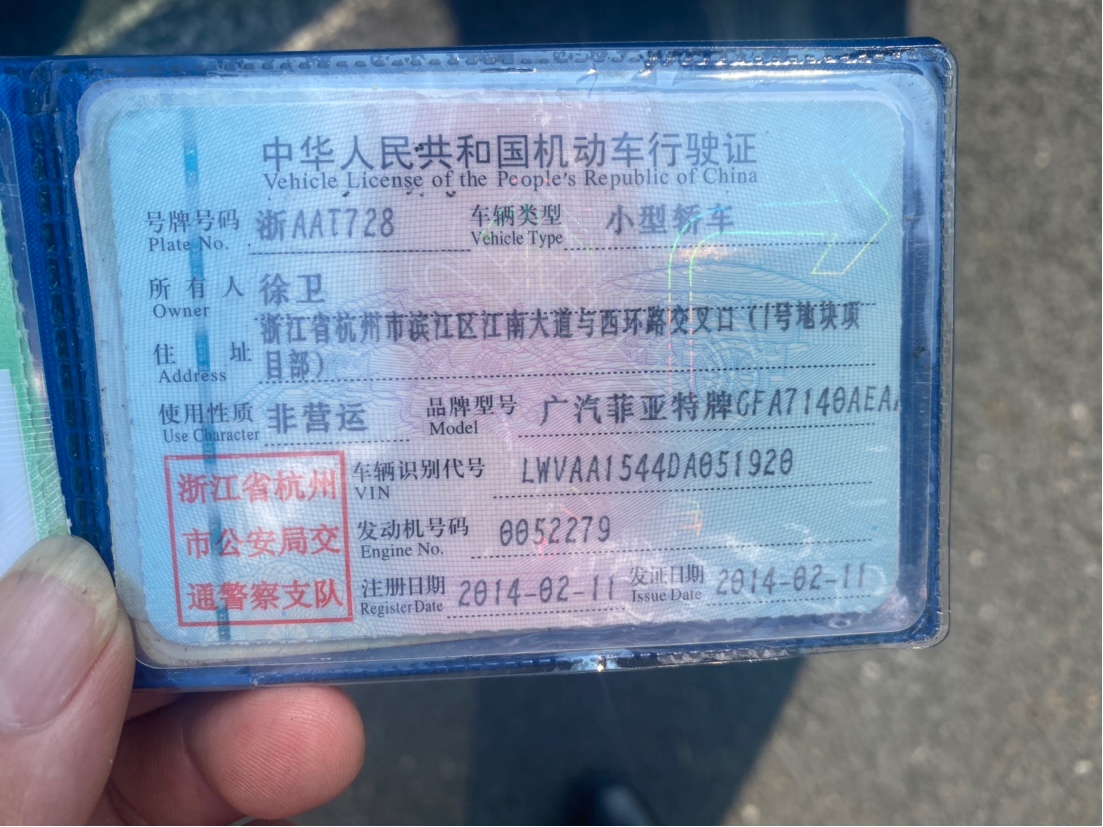 中华人民共和国机动车行驶证
Vehicle License of the People's Republic of China
号牌号码 浙AAT728 车辆类型 小型轿车
Plate No. Vehicle Type
所有人 徐卫
Owner
浙江省杭州市滨江区江南大道与西环路交叉口(1号地块项
住址 目部)
Address
使用性质 非营运 品牌型号 广汽菲亚特牌GFA7140AEA
Use Character Model
浙江省杭州
市公安局交
通警察支队
车辆识别代号 LWVAA1544DA051920
VIN
发动机号码 0052279
Engine No.
注册日期 2014-02-11 发证日期 2014-02-11
Register Date Issue Date